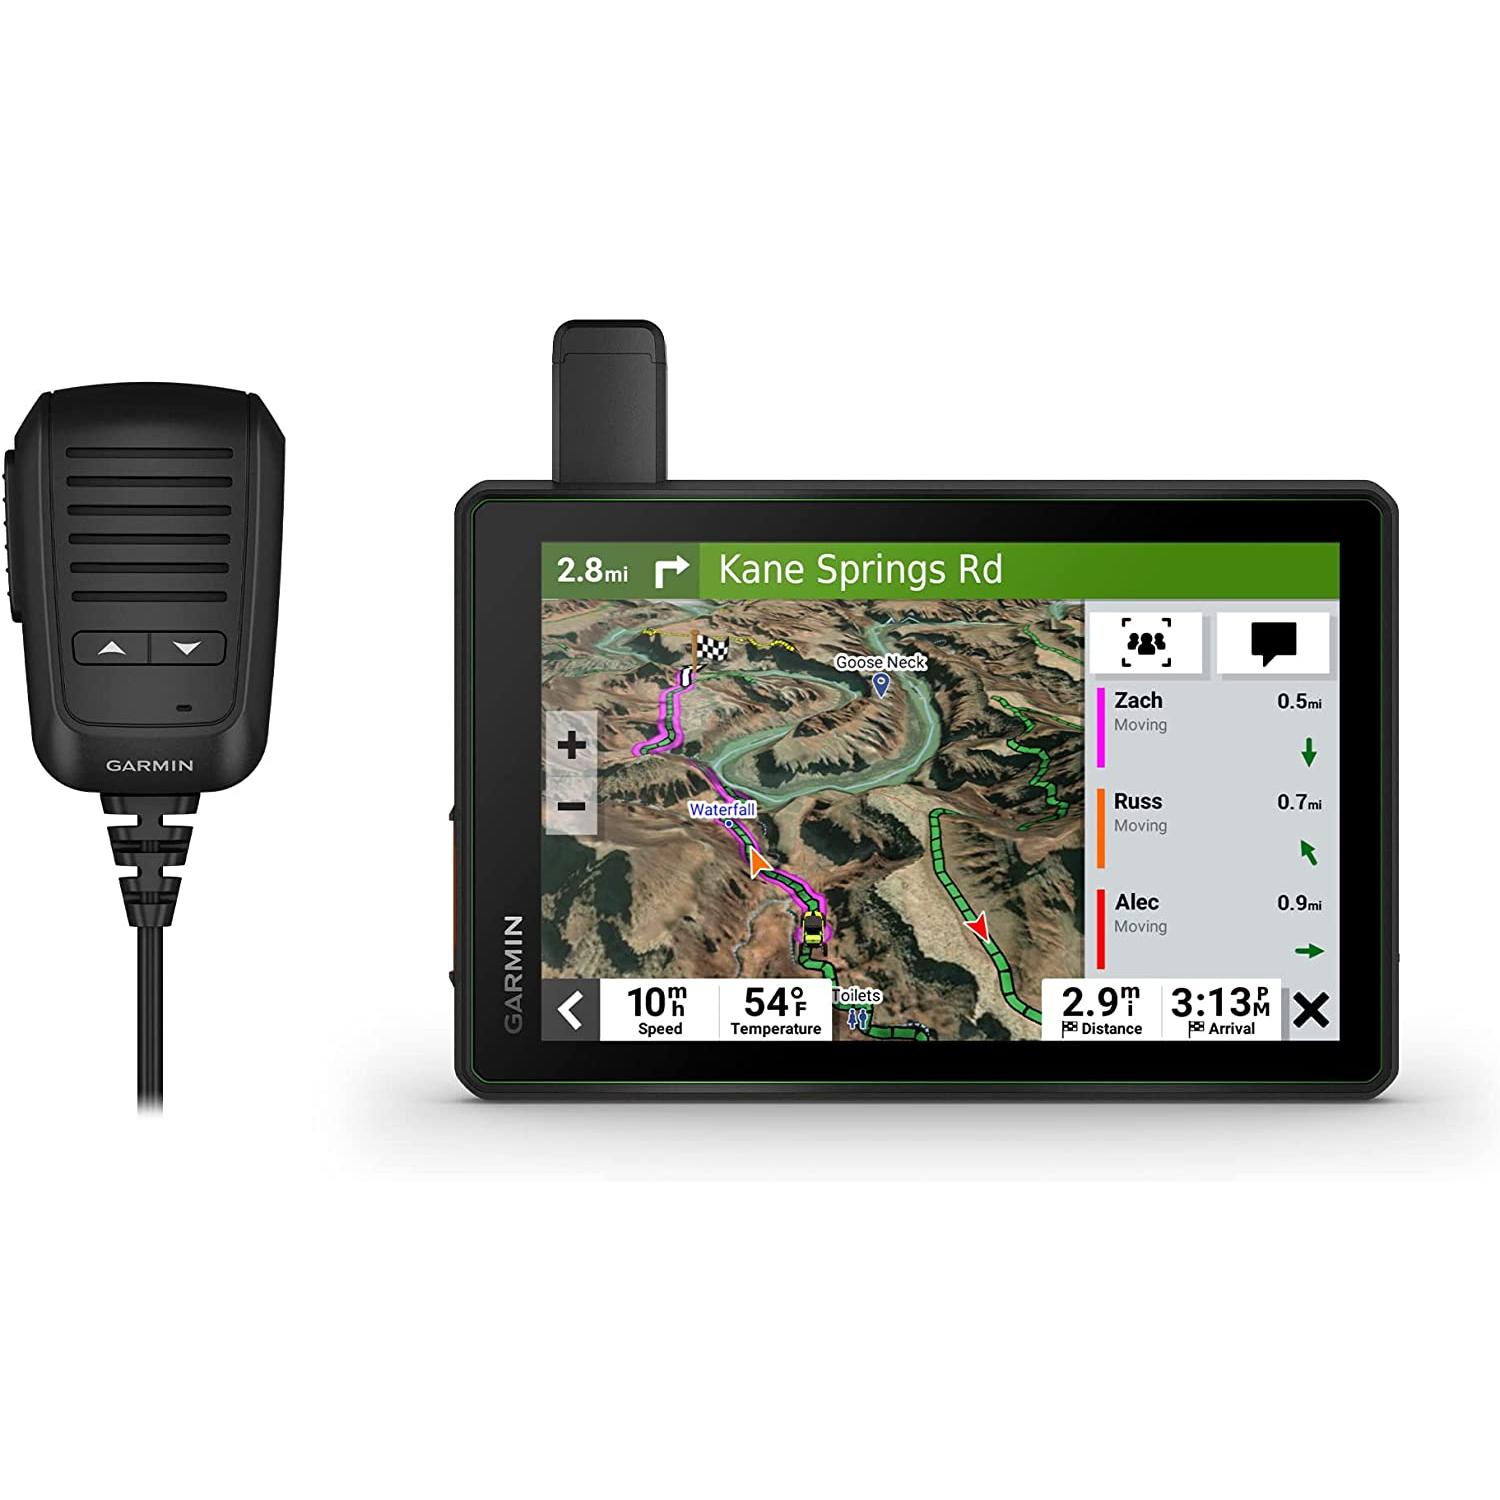 GARMIN
GARMIN
2.8mi
Kane Springs Rd
Goose Neck
Waterfall
Toilets
+
-
Zach
0.5mi
Moving
Russ
0.7mi
Moving
Alec
0.9mi
Moving
10mh
Speed
54°F
Temperature
2.9mi
Distance
3:13PM
Arrival